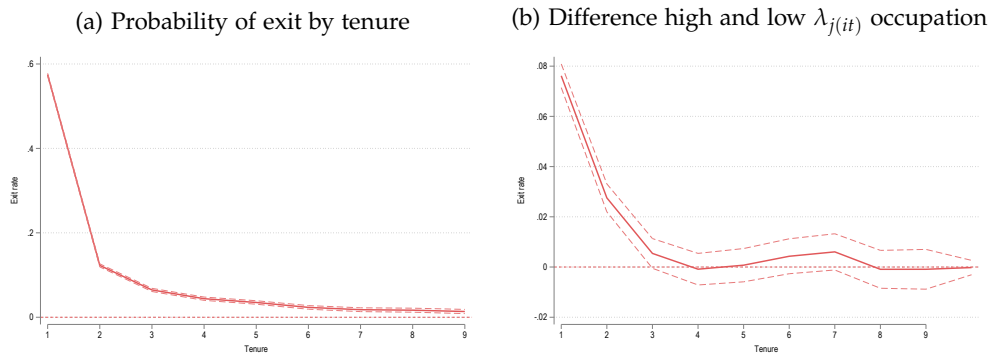 (a) Probability of exit by tenure
.6
.4
.2
0
Exit rate
1 2 3 4 5 6 7 8 9
Tenure
(b) Difference high and low λj(it) occupation
.08
.06
.04
.02
0
-.02
Exit rate
1 2 3 4 5 6 7 8 9
Tenure